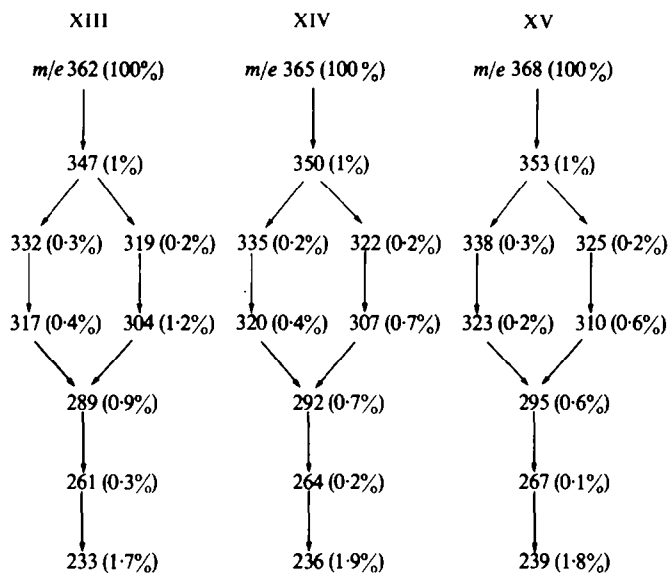 XIII XIV XV
m/e 362 (100%) m/e 365 (100%) m/e 368 (100%)
347 (1%) 350 (1%) 353 (1%)
332 (0·3%) 319 (0·2%) 335 (0·2%) 322 (0·2%) 338 (0·3%) 325 (0·2%)
317 (0·4%) 304 (1·2%) 320 (0·4%) 307 (0·7%) 323 (0·2%) 310 (0·6%)
289 (0·9%) 292 (0·7%) 295 (0·6%)
261 (0·3%) 264 (0·2%) 267 (0·1%)
233 (1·7%) 236 (1·9%) 239 (1·8%)